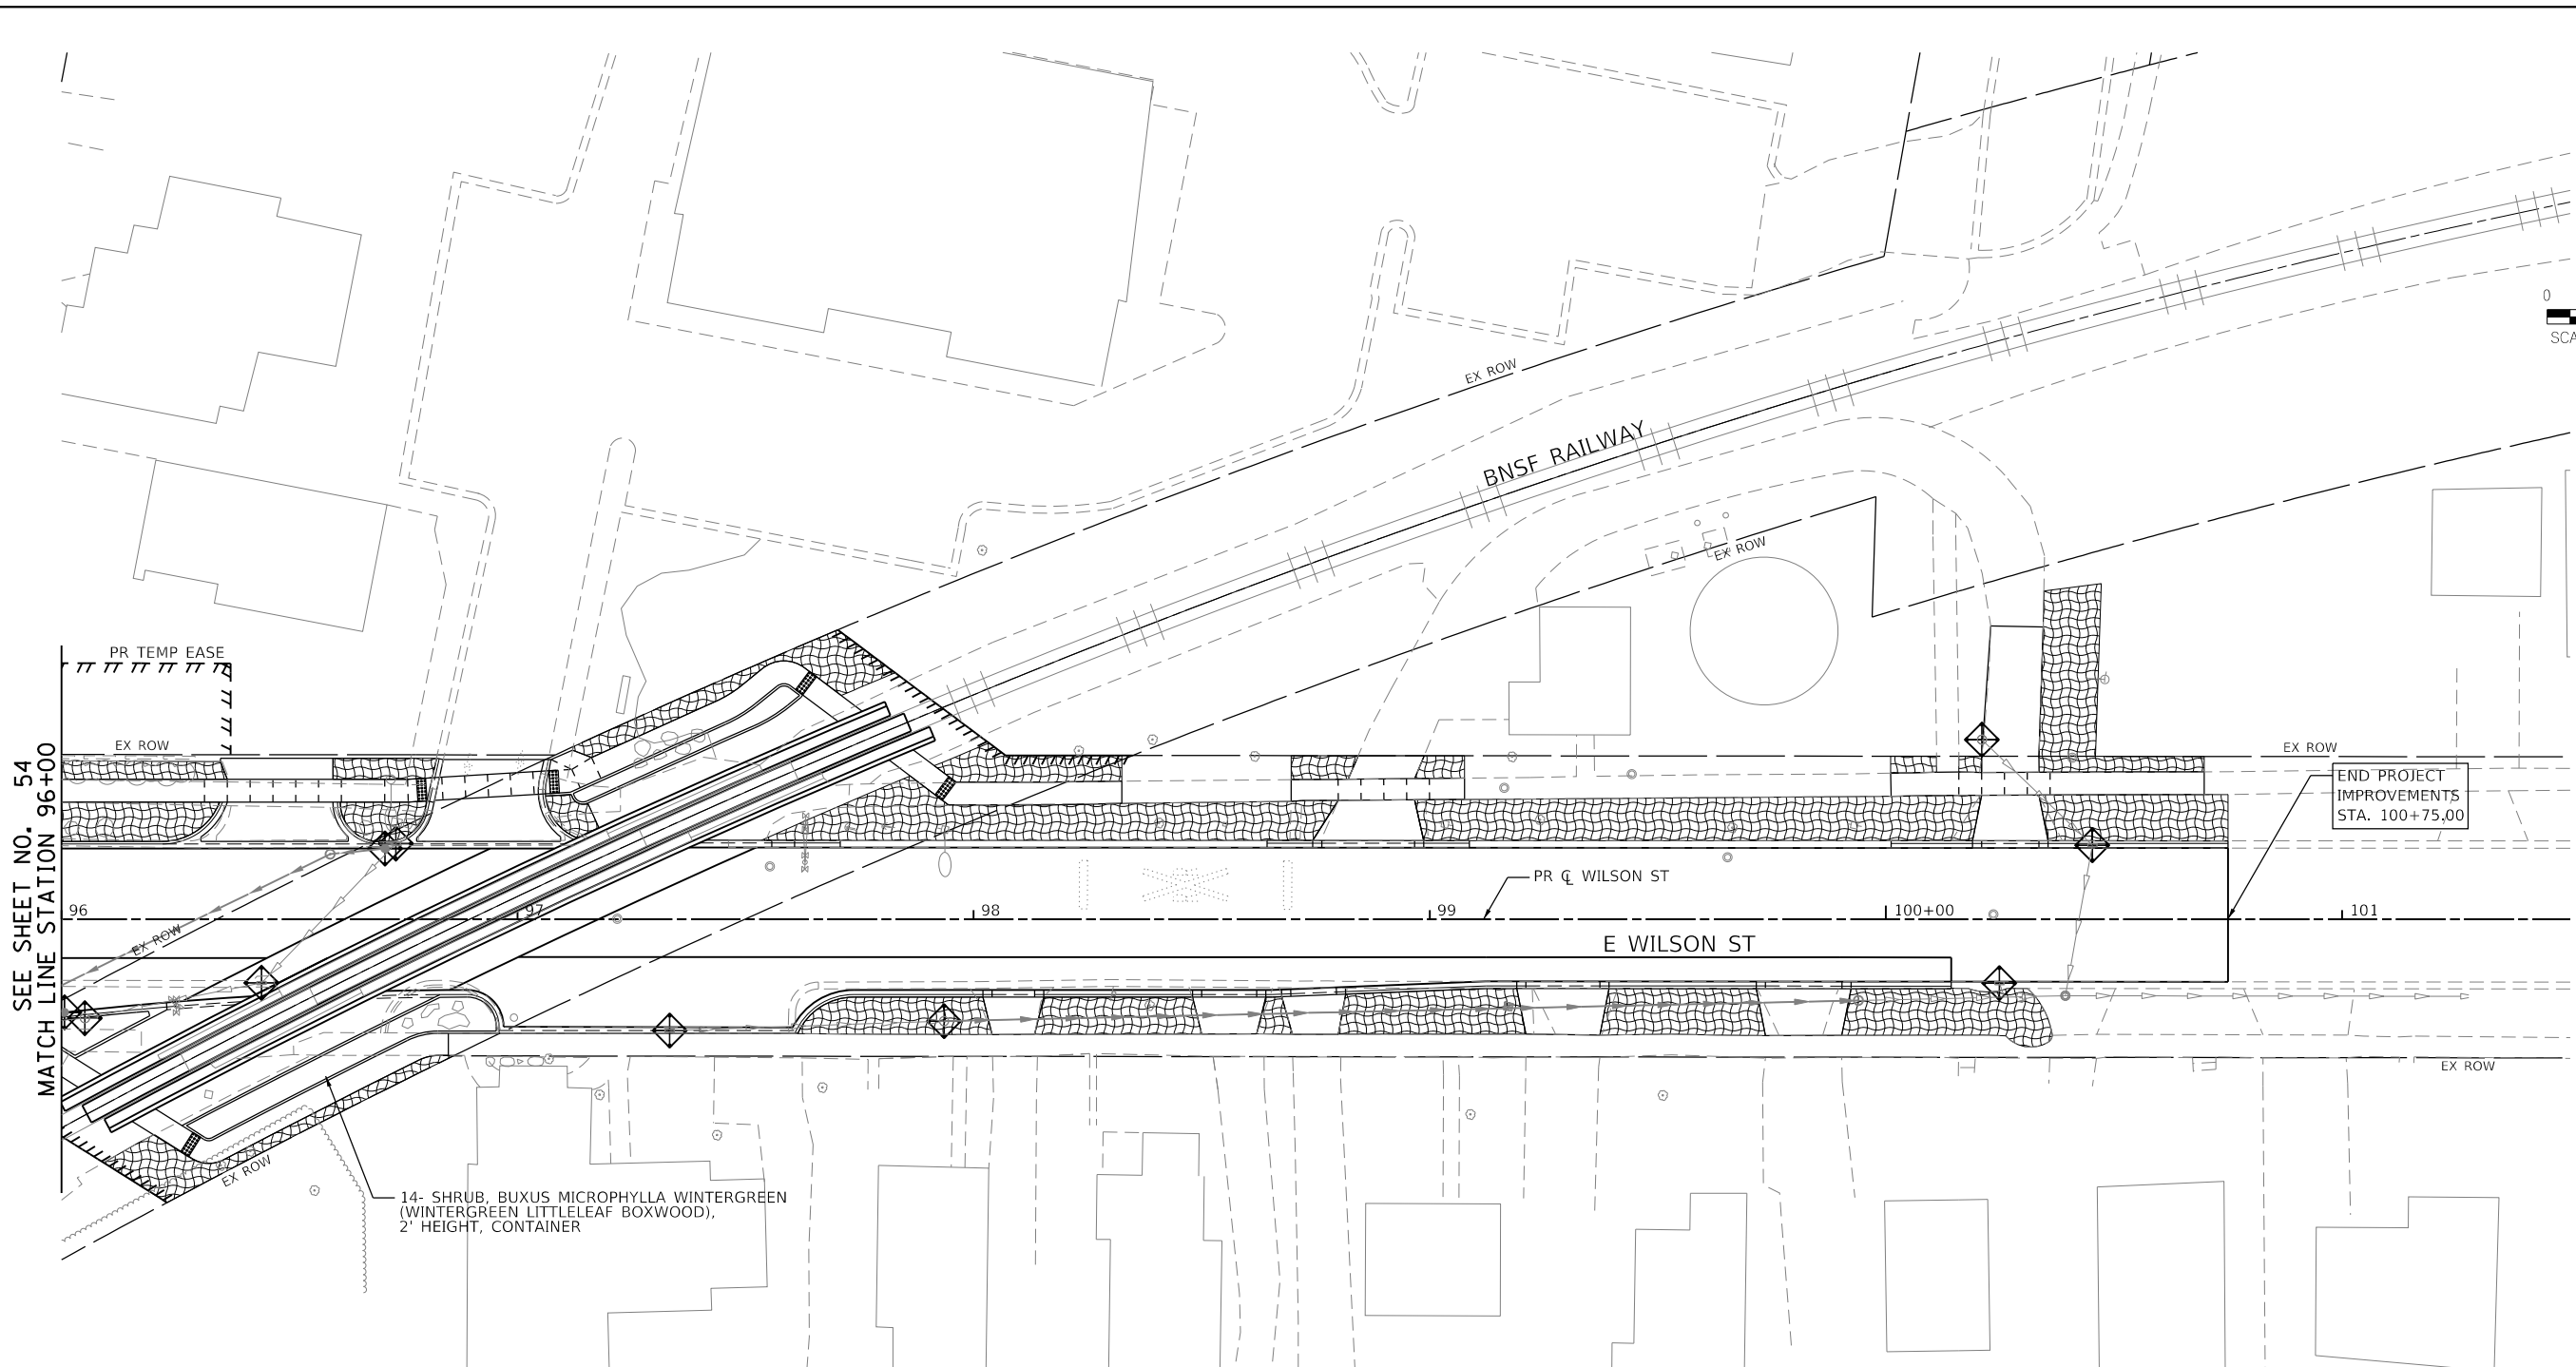 0
SCA
EX ROW
BNSF RAILWAY
EX ROW
PR TEMP EASE
EX ROW
EX ROW
END PROJECT
IMPROVEMENTS
STA. 100+75.00
SEE SHEET NO. 54
MATCH LINE STATION 96+00
PR ℄ WILSON ST
96
97
98
99
100+00
101
EX ROW
E WILSON ST
EX ROW
EX ROW
14- SHRUB, BUXUS MICROPHYLLA WINTERGREEN
(WINTERGREEN LITTLELEAF BOXWOOD),
2' HEIGHT, CONTAINER